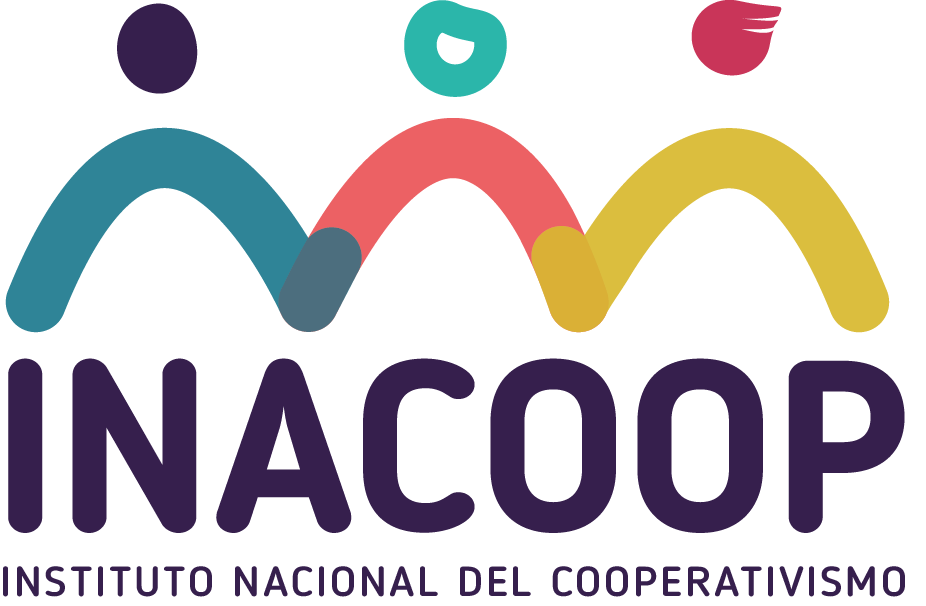 INACOOP
INSTITUTO NACIONAL DEL COOPERATIVISMO